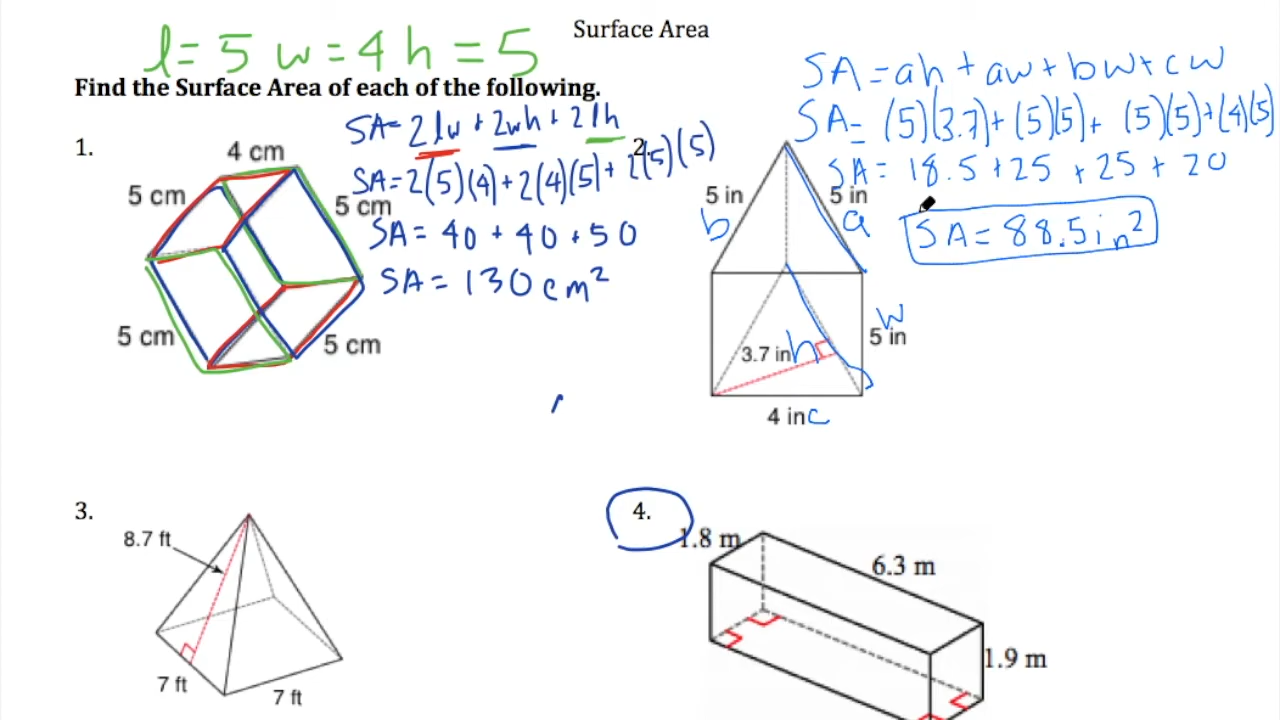 Surface Area
l = 5 w = 4 h = 5
Find the Surface Area of each of the following.
1.
4 cm
5 cm
5 cm
5 cm
5 cm
SA = 2lw + 2wh + 2lh
SA = 2(5)(4) + 2(4)(5) + 2(5)(5)
SA = 40 + 40 + 50
SA = 130 cm²
2.
SA = ah + aw + bw + cw
SA = (5)(3.7) + (5)(5) + (5)(5) + (4)(5)
SA = 18.5 + 25 + 25 + 20
SA = 88.5 in²
5 in
b
5 in
a
w
5 in
3.7 in h
4 in c
3.
8.7 ft
7 ft
7 ft
4.
1.8 m
6.3 m
1.9 m